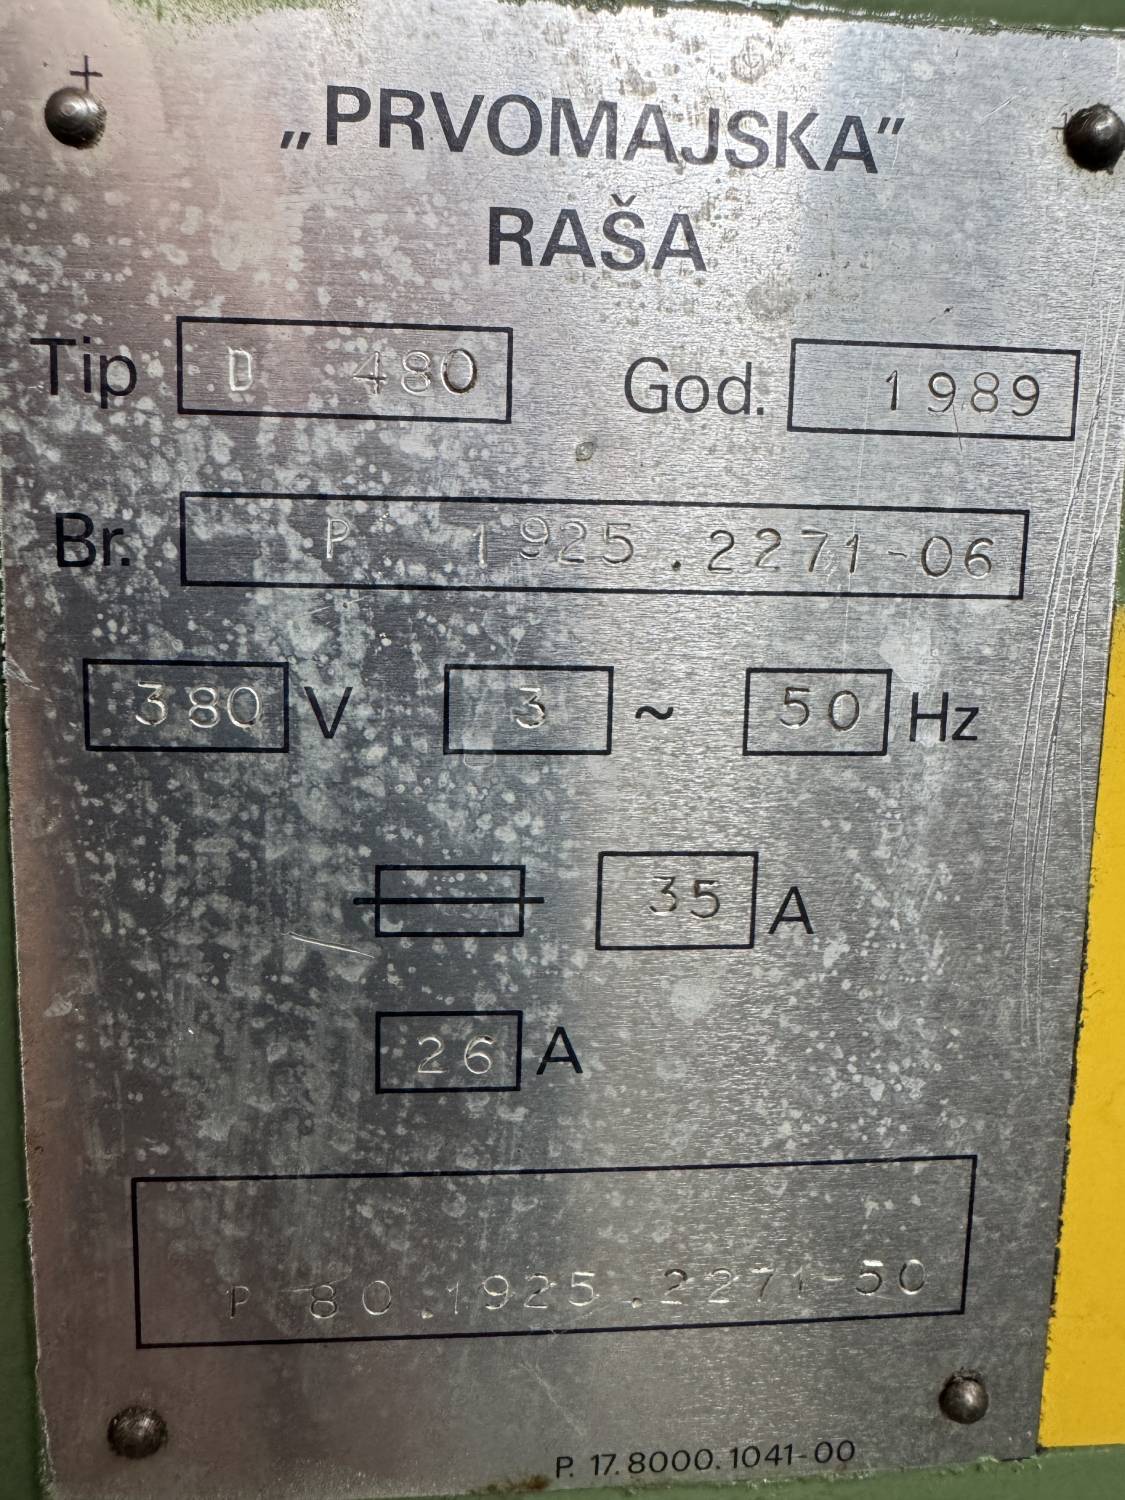 „PRVOMAJSKA”
RAŠA
Tip D 480 God. 1989
Br. P 1925.2271-06
380 V 3 ~ 50 Hz
35 A
26 A
P 80.1925.2271-50
P. 17.8000.1041-00